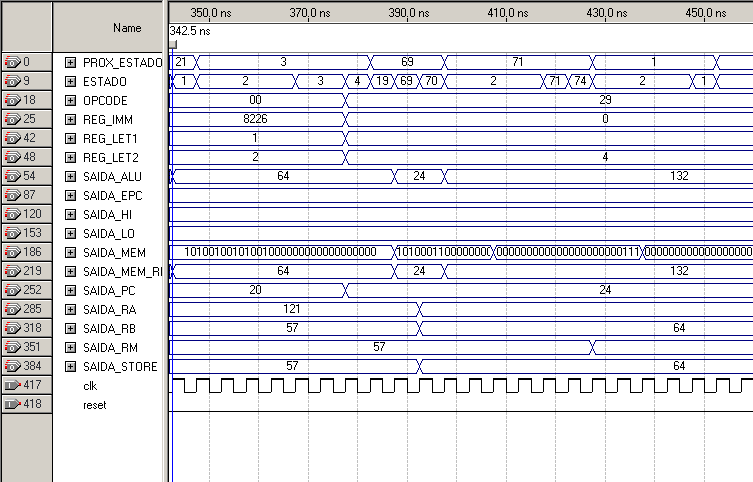 Name
350,0 ns 370,0 ns 390,0 ns 410,0 ns 430,0 ns 450,0 ns
342.5 ns
0 PROX_ESTADO 21 3 69 71 1
9 ESTADO 1 2 3 4 19 69 70 2 71 74 2 1
18 OPCODE 00 29
25 REG_IMM 8226 0
42 REG_LET1 1
48 REG_LET2 2 4
54 SAIDA_ALU 64 24 132
87 SAIDA_EPC
120 SAIDA_HI
153 SAIDA_LO
186 SAIDA_MEM
219 SAIDA_MEM_RI 64 24 132
252 SAIDA_PC 20 24
285 SAIDA_RA 121
318 SAIDA_RB 57 64
351 SAIDA_RM 57
384 SAIDA_STORE 57 64
417 clk
418 reset